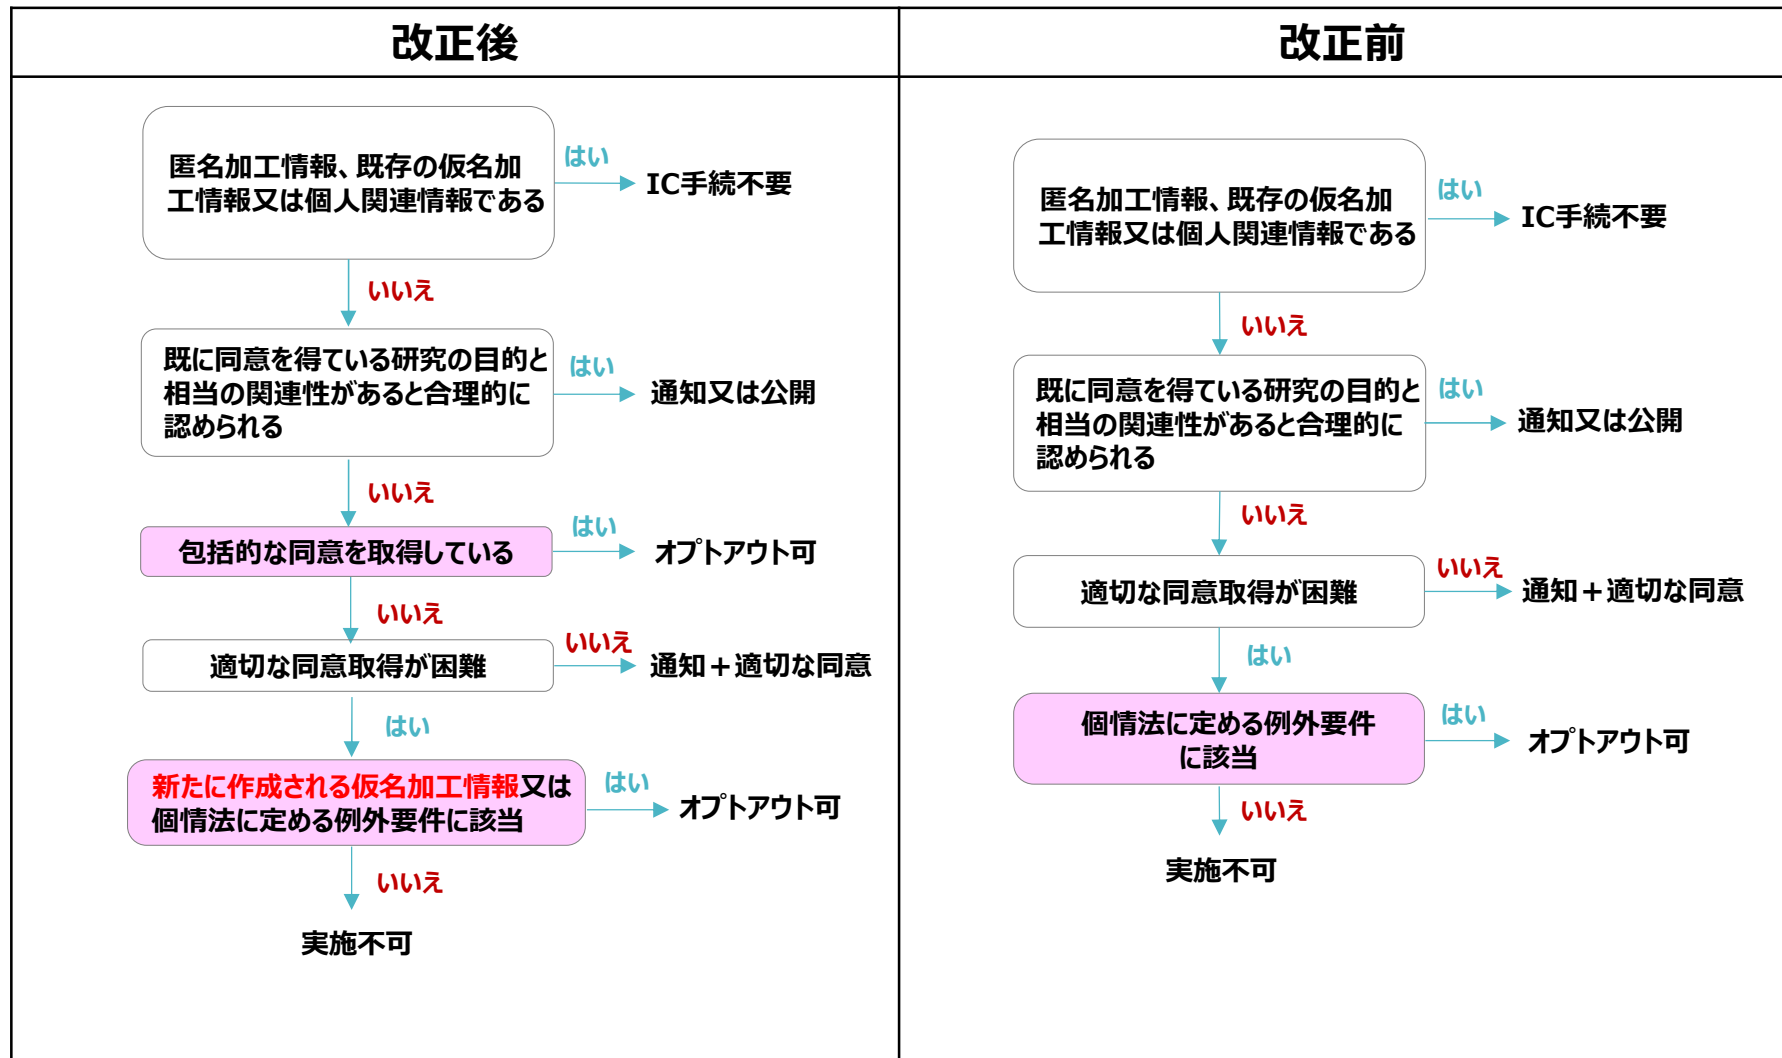 改正後
匿名加工情報、既存の仮名加
工情報又は個人関連情報である
はい
IC手続不要
いいえ
既に同意を得ている研究の目的と
相当の関連性があると合理的に
認められる
はい
通知又は公開
いいえ
包括的な同意を取得している
はい
オプトアウト可
いいえ
適切な同意取得が困難
いいえ
通知＋適切な同意
はい
新たに作成される仮名加工情報又は
個情法に定める例外要件に該当
はい
オプトアウト可
いいえ
実施不可
改正前
匿名加工情報、既存の仮名加
工情報又は個人関連情報である
はい
IC手続不要
いいえ
既に同意を得ている研究の目的と
相当の関連性があると合理的に
認められる
はい
通知又は公開
いいえ
適切な同意取得が困難
いいえ
通知＋適切な同意
はい
個情法に定める例外要件
に該当
はい
オプトアウト可
いいえ
実施不可